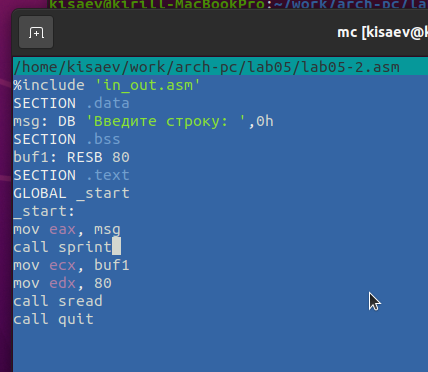 kisaev@kirill-MacBookPro:~/work/arch-pc/la
mc [kisaev@k
/home/kisaev/work/arch-pc/lab05/lab05-2.asm
%include 'in_out.asm'
SECTION .data
msg: DB 'Введите строку: ',0h
SECTION .bss
buf1: RESB 80
SECTION .text
GLOBAL _start
_start:
mov eax, msg
call sprint
mov ecx, buf1
mov edx, 80
call sread
call quit